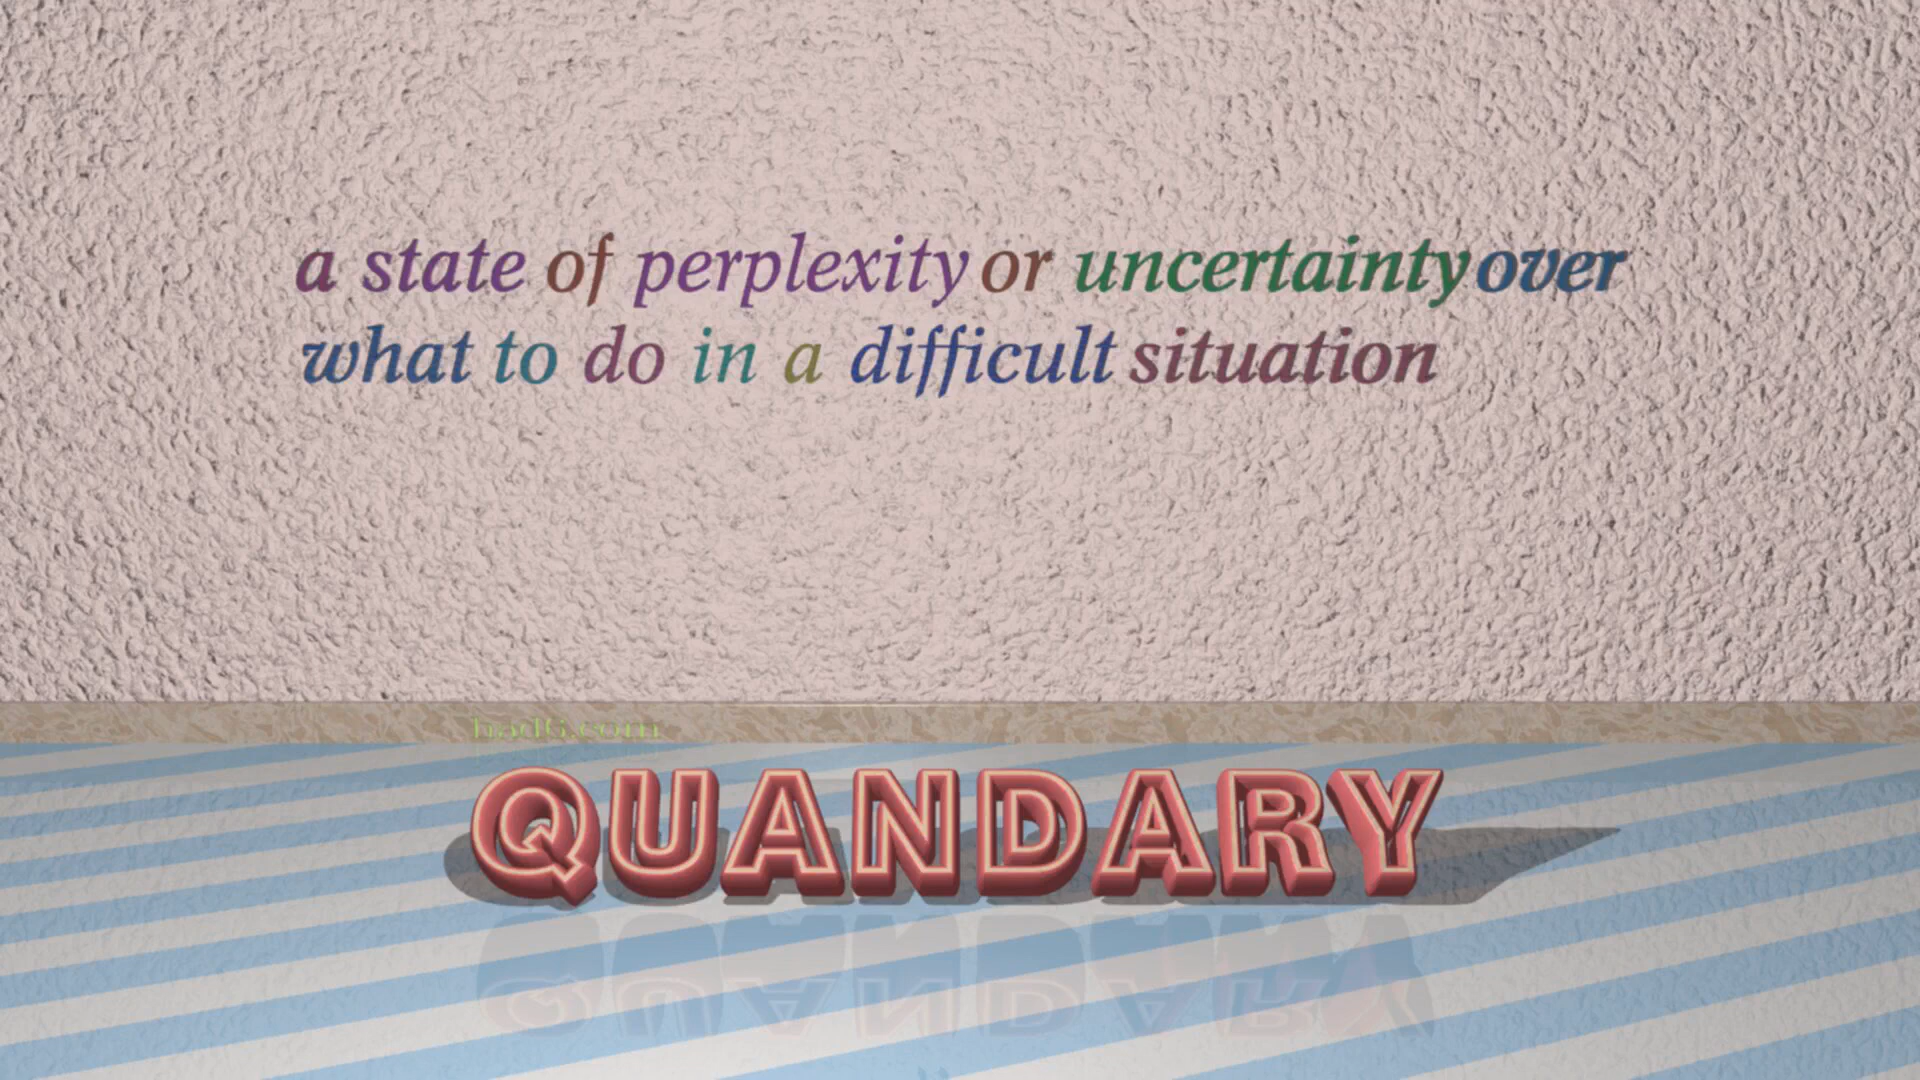 a state of perplexity or uncertainty over
what to do in a difficult situation
QUANDARY